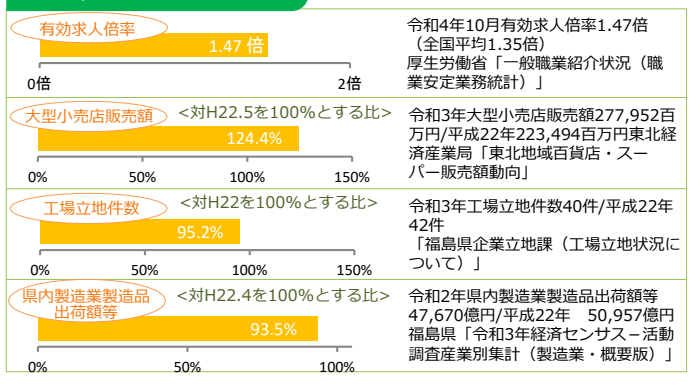 有効求人倍率
1.47 倍
0倍
2倍
令和4年10月有効求人倍率1.47倍
（全国平均1.35倍）
厚生労働省「一般職業紹介状況（職
業安定業務統計）」
大型小売店販売額
<対H22.5を100%とする比>
124.4%
0%
50%
100%
150%
令和3年大型小売店販売額277,952百
万円/平成22年223,494百万円東北経
済産業局「東北地域百貨店・スー
パー販売額動向」
工場立地件数
<対H22を100%とする比>
95.2%
0%
50%
100%
150%
令和3年工場立地件数40件/平成22年
42件
「福島県企業立地課（工場立地状況に
ついて）」
県内製造業製造品
出荷額等
<対H22.4を100%とする比>
93.5%
0%
50%
100%
令和2年県内製造業製造品出荷額等
47,670億円/平成22年　50,957億円
福島県「令和3年経済センサス－活動
調査産業別集計（製造業・概要版）」